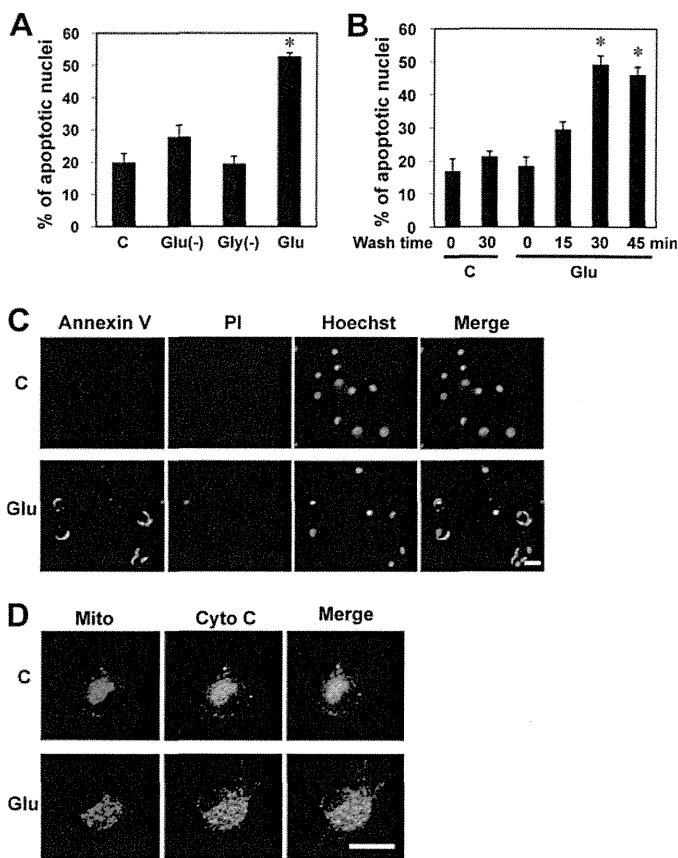 A
% of apoptotic nuclei
60
50
40
30
20
10
0
*
C Glu(-) Gly(-) Glu
B
% of apoptotic nuclei
60
50
40
30
20
10
0
* *
Wash time 0 30 0 15 30 45 min
C Glu
C
Annexin V PI Hoechst Merge
C
Glu
D
Mito Cyto C Merge
C
Glu